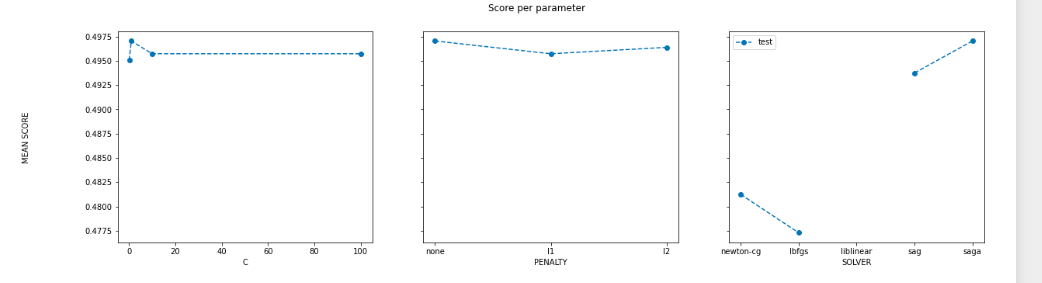 Score per parameter
MEAN SCORE
0.4975
0.4950
0.4925
0.4900
0.4875
0.4850
0.4825
0.4800
0.4775
0 20 40 60 80 100
C
none l1 l2
PENALTY
test
newton-cg lbfgs liblinear sag saga
SOLVER